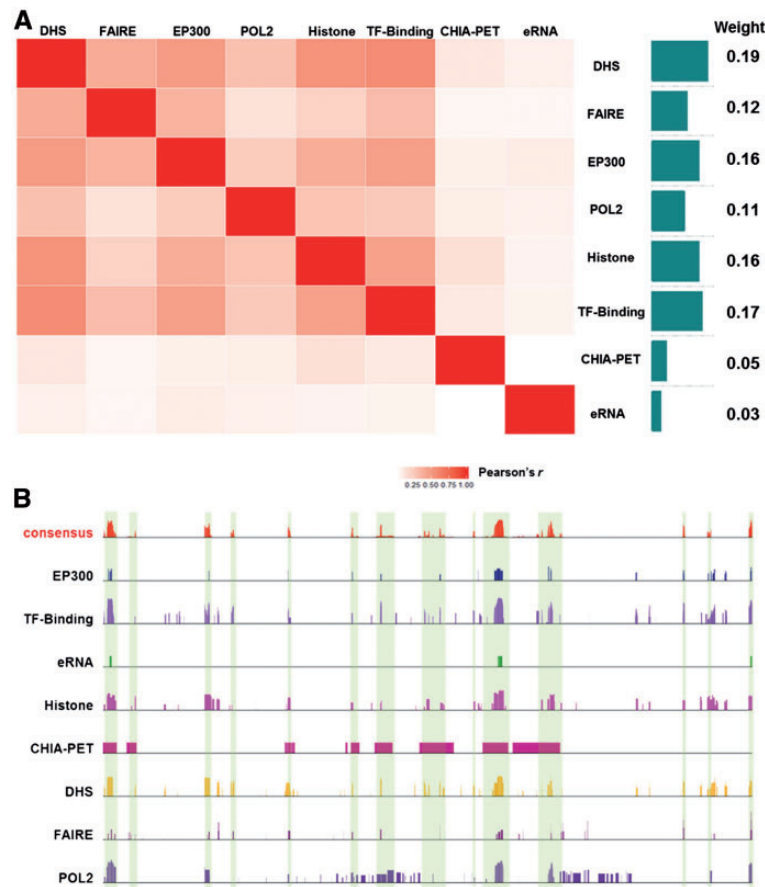 A
DHS FAIRE EP300 POL2 Histone TF-Binding CHIA-PET eRNA Weight
DHS 0.19
FAIRE 0.12
EP300 0.16
POL2 0.11
Histone 0.16
TF-Binding 0.17
CHIA-PET 0.05
eRNA 0.03
Pearson's r
0.25 0.50 0.75 1.00
B
consensus
EP300
TF-Binding
eRNA
Histone
CHIA-PET
DHS
FAIRE
POL2